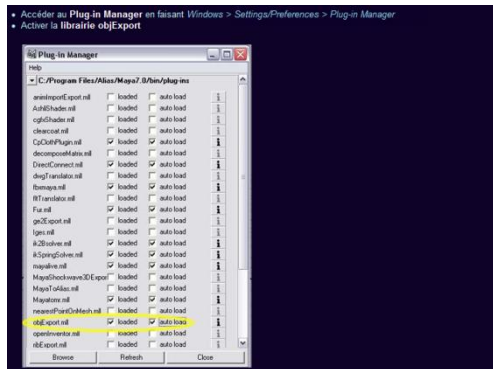 Accéder au Plug-in Manager en faisant Windows > Settings/Preferences > Plug-in Manager
Activer la librairie objExport
Plug-in Manager
Help
C:/Program Files/Alias/Maya7.0/bin/plug-ins
animImportExport.mll loaded auto load i
AshliShader.mll loaded auto load i
cgfxShader.mll loaded auto load i
clearcoat.mll loaded auto load i
CpClothPlugin.mll loaded auto load i
decomposeMatrix.mll loaded auto load i
DirectConnect.mll loaded auto load i
dwgTranslator.mll loaded auto load i
fbxmaya.mll loaded auto load i
fltTranslator.mll loaded auto load i
Fur.mll loaded auto load i
ge2Export.mll loaded auto load i
Iges.mll loaded auto load i
ik2Bsolver.mll loaded auto load i
ikSpringSolver.mll loaded auto load i
mayalive.mll loaded auto load i
MayaShockwave3DExpor loaded auto load i
MayaToAlias.mll loaded auto load i
Mayatomr.mll loaded auto load i
nearestPointOnMesh.mll loaded auto load i
objExport.mll loaded auto load i
openInventor.mll loaded auto load i
ribExport.mll loaded auto load i
Browse Refresh Close